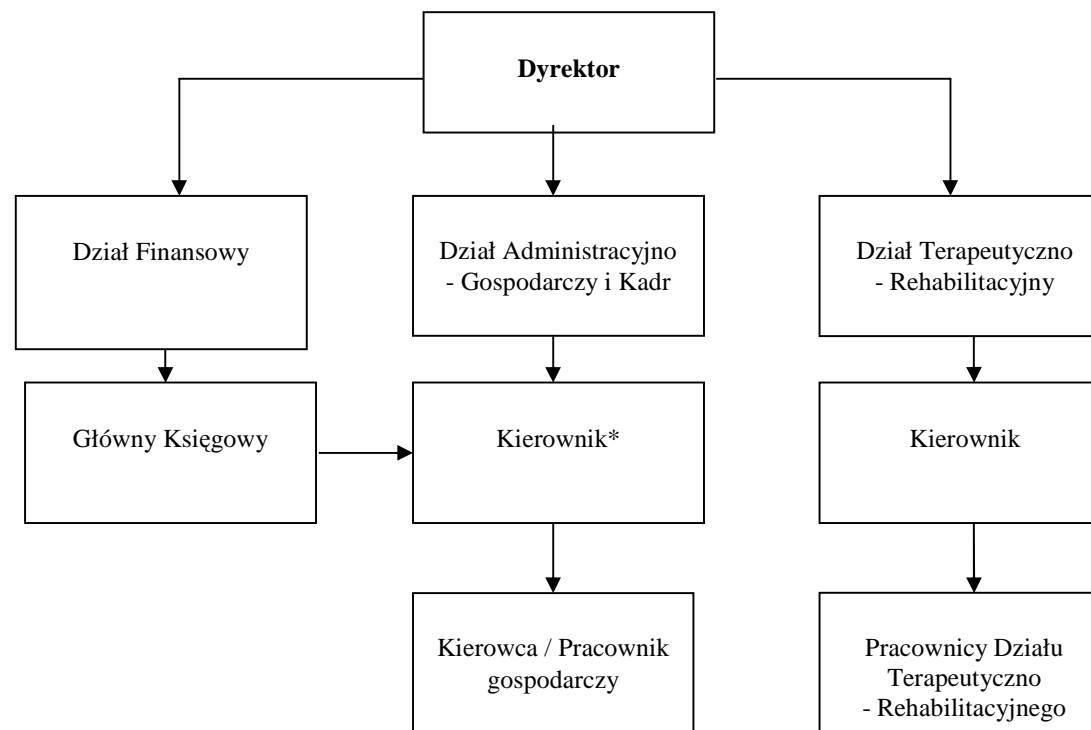 Dyrektor
Dział Finansowy
Dział Administracyjno
- Gospodarczy i Kadr
Dział Terapeutyczno
- Rehabilitacyjny
Główny Księgowy
Kierownik*
Kierownik
Kierowca / Pracownik
gospodarczy
Pracownicy Działu
Terapeutyczno
- Rehabilitacyjnego